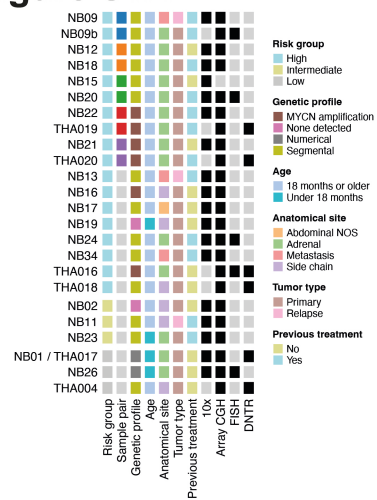 NB09
NB09b
NB12
NB18
NB15
NB20
NB22
THA019
NB21
THA020
NB13
NB16
NB17
NB19
NB24
NB34
THA016
THA018
NB02
NB11
NB23
NB01 / THA017
NB26
THA004
Risk group
Sample pair
Genetic profile
Age
Anatomical site
Tumor type
Previous treatment
10x
Array CGH
FISH
DNTR
Risk group
High
Intermediate
Low
Genetic profile
MYCN amplification
None detected
Numerical
Segmental
Age
18 months or older
Under 18 months
Anatomical site
Abdominal NOS
Adrenal
Metastasis
Side chain
Tumor type
Primary
Relapse
Previous treatment
No
Yes